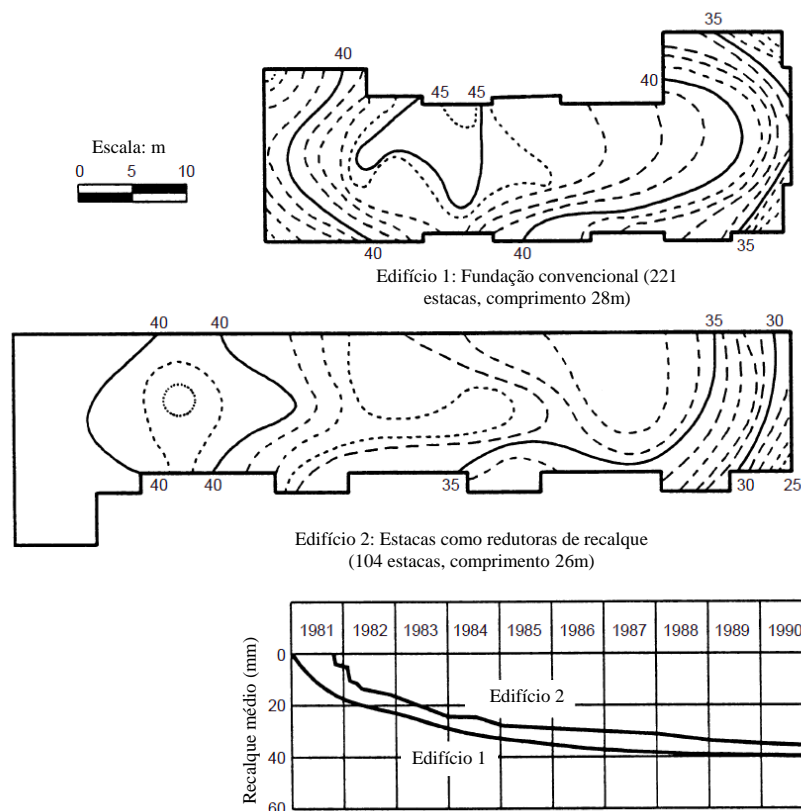 35
40
45 45
40
Escala: m
0 5 10
40
40
35
Edifício 1: Fundação convencional (221
estacas, comprimento 28m)
40 40
35 30
40 40
35
30 25
Edifício 2: Estacas como redutoras de recalque
(104 estacas, comprimento 26m)
1981 1982 1983 1984 1985 1986 1987 1988 1989 1990
Recalque médio (mm)
0
20
40
60
Edifício 2
Edifício 1